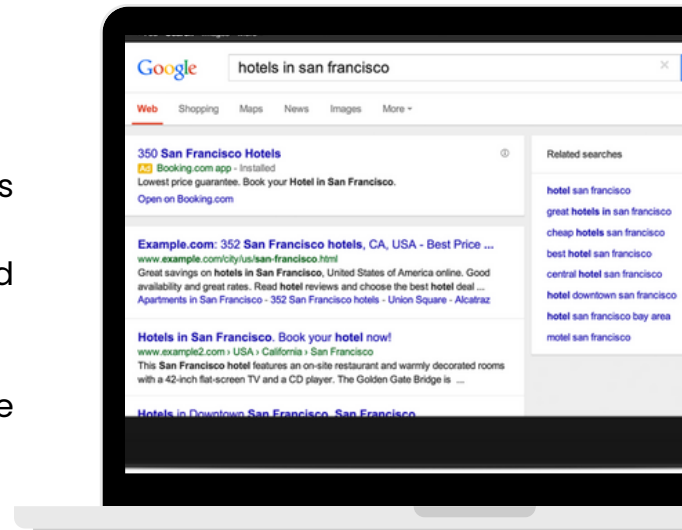 Google
hotels in san francisco
×
Web Shopping Maps News Images More
350 San Francisco Hotels
Ad Booking.com app - Installed
Lowest price guarantee. Book your Hotel in San Francisco.
Open on Booking.com
Example.com: 352 San Francisco hotels, CA, USA - Best Price ...
www.example.com/city/us/san-francisco.html
Great savings on hotels in San Francisco, United States of America online. Good
availability and great rates. Read hotel reviews and choose the best hotel deal ...
Apartments in San Francisco - 352 San Francisco hotels - Union Square - Alcatraz
Hotels in San Francisco. Book your hotel now!
www.example2.com › USA › California › San Francisco
This San Francisco hotel features an on-site restaurant and warmly decorated rooms
with a 42-inch flat-screen TV and a CD player. The Golden Gate Bridge is ...
Hotels in Downtown San Francisco, San Francisco
Related searches
hotel san francisco
great hotels in san francisco
cheap hotels san francisco
best hotel san francisco
central hotel san francisco
hotel downtown san francisco
hotel san francisco bay area
motel san francisco
s
d
e